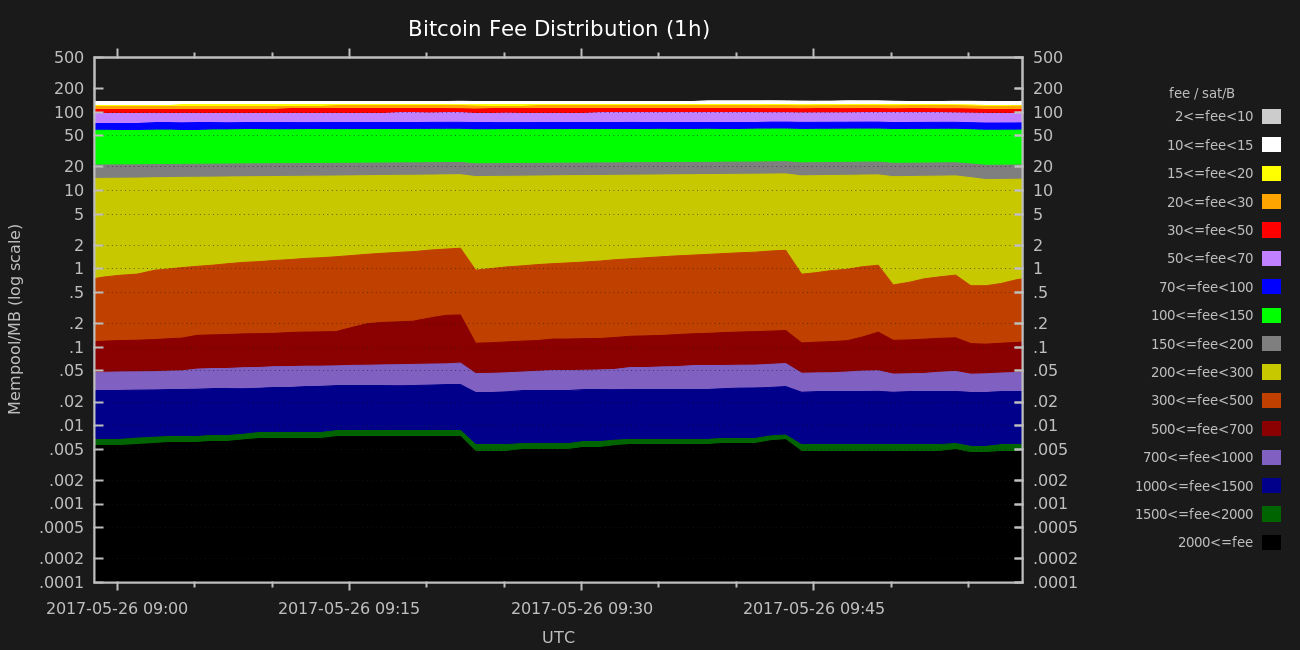 Bitcoin Fee Distribution (1h)
Mempool/MB (log scale)
500
200
100
50
20
10
5
2
1
.5
.2
.1
.05
.02
.01
.005
.002
.001
.0005
.0002
.0001
500
200
100
50
20
10
5
2
1
.5
.2
.1
.05
.02
.01
.005
.002
.001
.0005
.0002
.0001
2017-05-26 09:00 2017-05-26 09:15 2017-05-26 09:30 2017-05-26 09:45
UTC
fee / sat/B
2<=fee<10
10<=fee<15
15<=fee<20
20<=fee<30
30<=fee<50
50<=fee<70
70<=fee<100
100<=fee<150
150<=fee<200
200<=fee<300
300<=fee<500
500<=fee<700
700<=fee<1000
1000<=fee<1500
1500<=fee<2000
2000<=fee